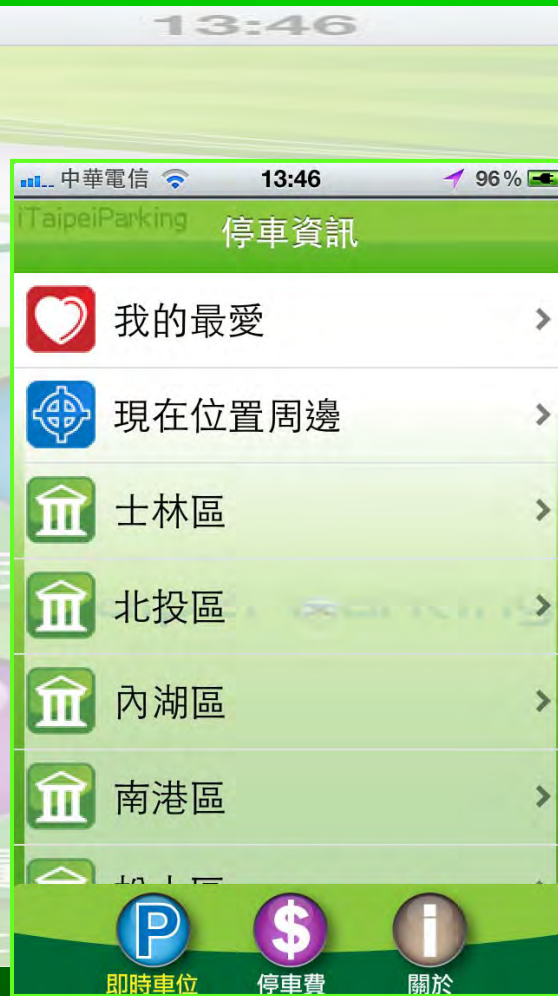 13:46
中華電信 13:46 96%
iTaipeiParking
停車資訊
我的最愛
現在位置周邊
士林區
北投區
內湖區
南港區
P $ i
即時車位 停車費 關於